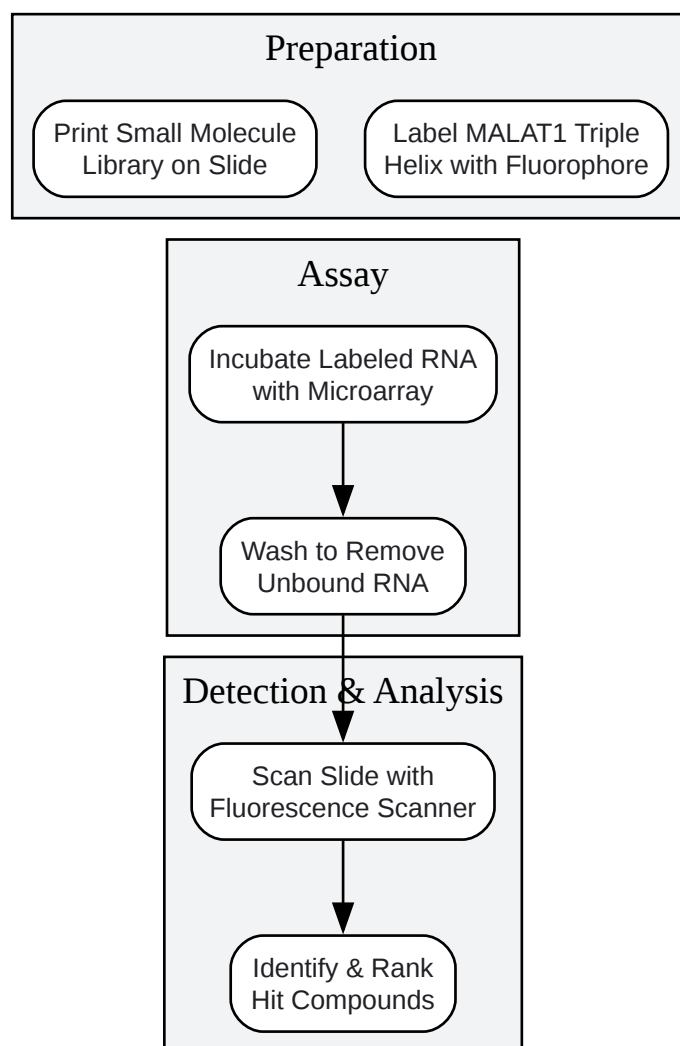 Preparation
Print Small Molecule
Library on Slide
Label MALAT1 Triple
Helix with Fluorophore
Assay
Incubate Labeled RNA
with Microarray
Wash to Remove
Unbound RNA
Detection & Analysis
Scan Slide with
Fluorescence Scanner
Identify & Rank
Hit Compounds